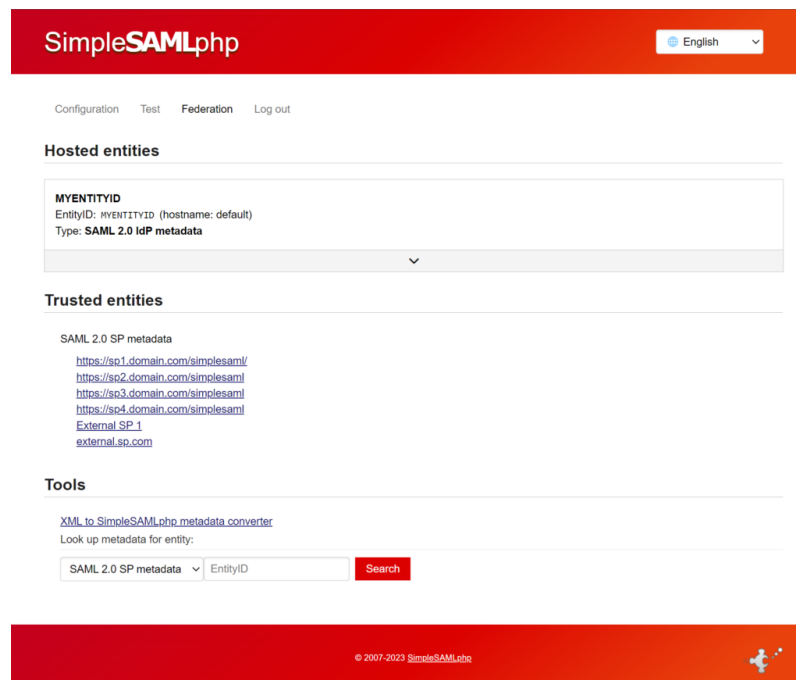 SimpleSAMLphp
English
Configuration Test Federation Log out
Hosted entities
MYENTITYID
EntityID: MYENTITYID (hostname: default)
Type: SAML 2.0 IdP metadata
Trusted entities
SAML 2.0 SP metadata
https://sp1.domain.com/simplesaml/
https://sp2.domain.com/simplesaml
https://sp3.domain.com/simplesaml
https://sp4.domain.com/simplesaml
External SP 1
external.sp.com
Tools
XML to SimpleSAMLphp metadata converter
Look up metadata for entity:
SAML 2.0 SP metadata EntityID Search
© 2007-2023 SimpleSAMLphp